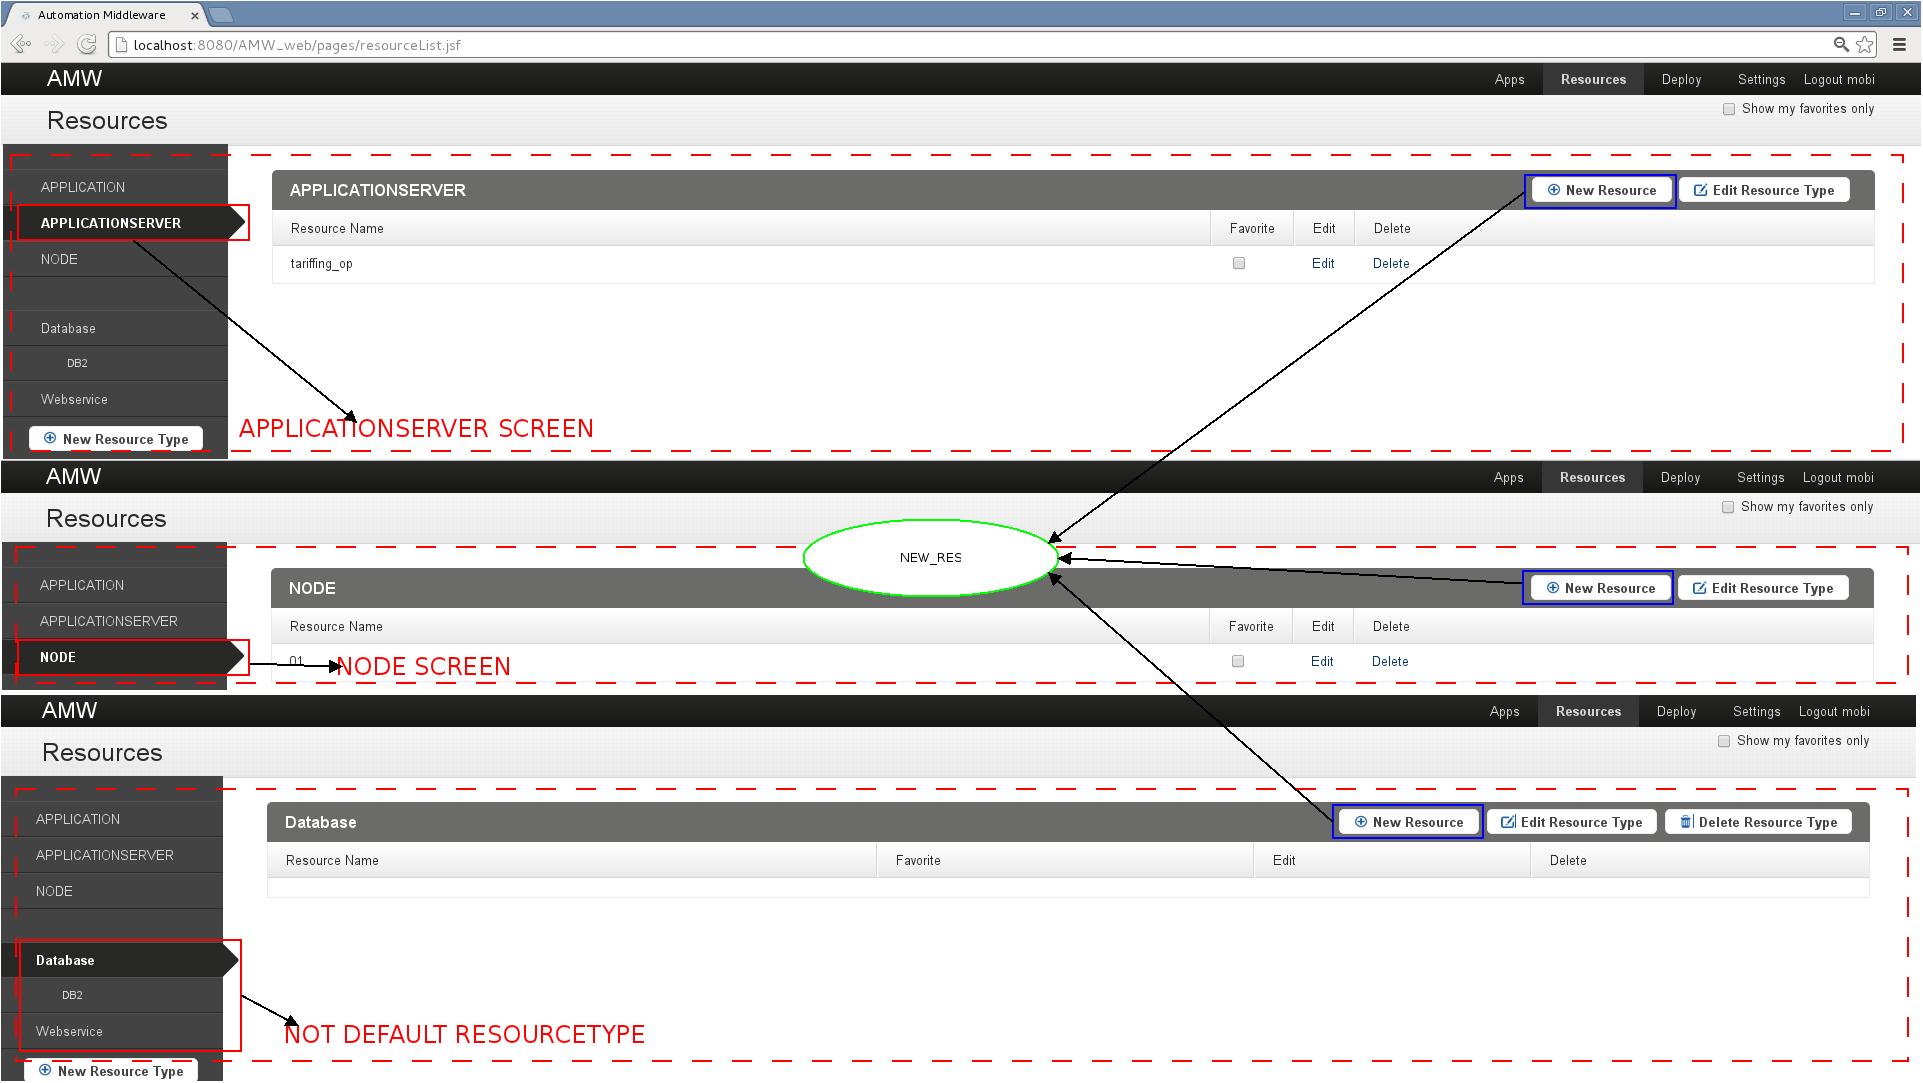 Automation Middleware
localhost:8080/AMW_web/pages/resourceList.jsf
AMW
Apps Resources Deploy Settings Logout mobi
Resources
Show my favorites only
APPLICATION
APPLICATIONSERVER
NODE
Database
DB2
Webservice
New Resource Type
APPLICATIONSERVER
New Resource
Edit Resource Type
Resource Name Favorite Edit Delete
tariffing_op Edit Delete
APPLICATIONSERVER SCREEN
AMW
Apps Resources Deploy Settings Logout mobi
Resources
Show my favorites only
NEW_RES
APPLICATION
APPLICATIONSERVER
NODE
NODE
New Resource
Edit Resource Type
Resource Name Favorite Edit Delete
01 Edit Delete
NODE SCREEN
AMW
Apps Resources Deploy Settings Logout mobi
Resources
Show my favorites only
APPLICATION
APPLICATIONSERVER
NODE
Database
DB2
Webservice
New Resource Type
Database
New Resource
Edit Resource Type
Delete Resource Type
Resource Name Favorite Edit Delete
NOT DEFAULT RESOURCETYPE